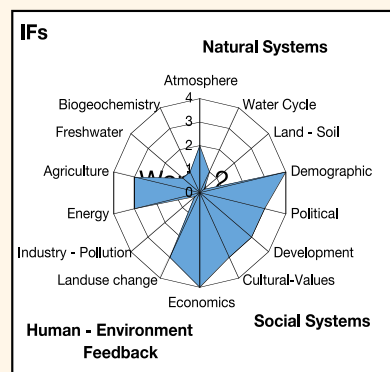 IFs
Natural Systems
Atmosphere
4
Biogeochemistry
Water Cycle
3
Freshwater
Land - Soil
2
Agriculture
Demographic
1
0
Energy
Political
Industry - Pollution
Development
Landuse change
Cultural-Values
Economics
Human - Environment
Feedback
Social Systems